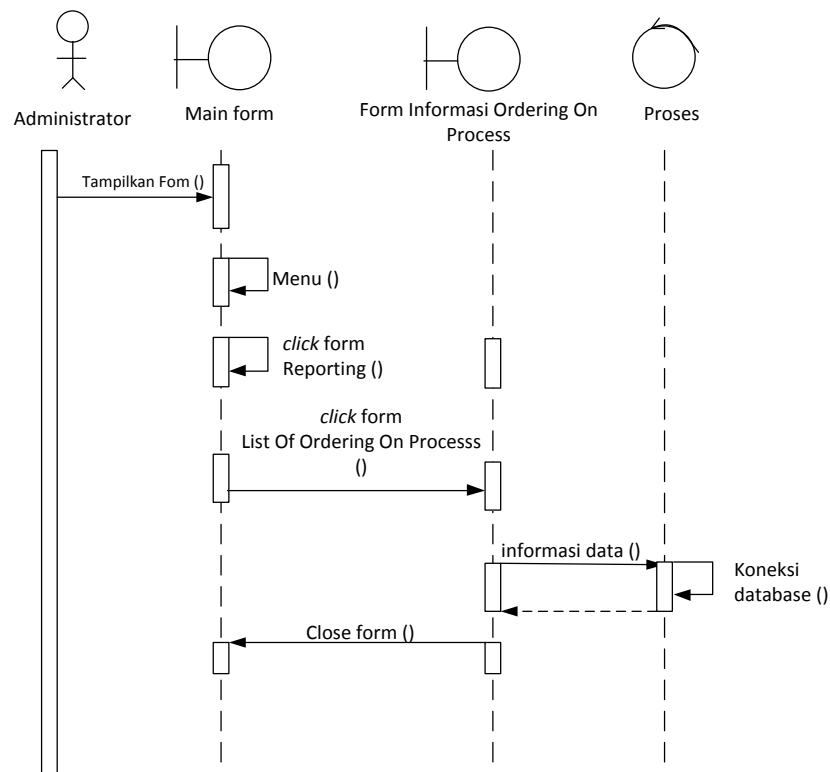 Administrator
Main form
Form Informasi Ordering On
Process
Proses
Tampilkan Fom ()
Menu ()
click form
Reporting ()
click form
List Of Ordering On Processs
()
informasi data ()
Koneksi
database ()
Close form ()